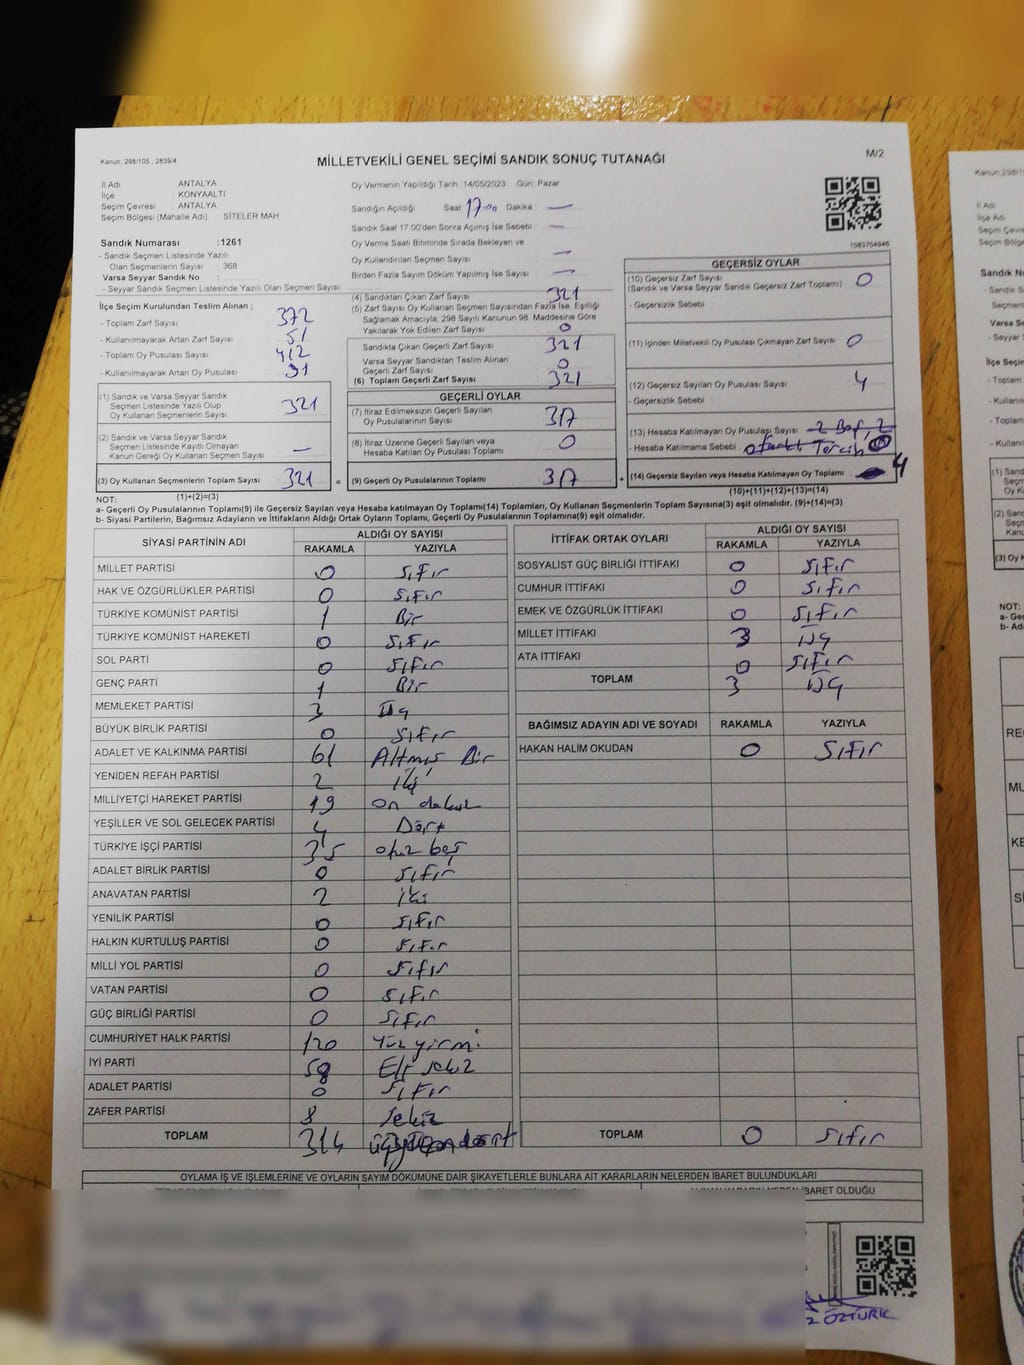 Kanun; 298/105 ; 2839/4
MİLLETVEKİLİ GENEL SEÇİMİ SANDIK SONUÇ TUTANAĞI
M/2
İl Adı ANTALYA
İlçe KONYAALTI
Seçim Çevresi ANTALYA
Seçim Bölgesi (Mahalle Adı) : SİTELER MAH
Oy Vermenin Yapıldığı Tarih :14/05/2023 Gün: Pazar
Sandığın Açıldığı Saat 17.00 Dakika —
Sandık Saat 17.00'den Sonra Açılmış İse Sebebi: —
Oy Verme Saati Bitiminde Sırada Bekleyen ve
Oy Kullandırılan Seçmen Sayısı —
Birden Fazla Sayım Döküm Yapılmış İse Sayısı —
1083704946
Sandık Numarası :1261
- Sandık Seçmen Listesinde Yazılı
Olan Seçmenlerin Sayısı : 368
Varsa Seyyar Sandık No :
- Seyyar Sandık Seçmen Listesinde Yazılı Olan Seçmen Sayısı
İlçe Seçim Kurulundan Teslim Alınan ;
- Toplam Zarf Sayısı 372
- Kullanılmayarak Artan Zarf Sayısı 51
- Toplam Oy Pusulası Sayısı 412
- Kullanılmayarak Artan Oy Pusulası 91
(1) Sandık ve Varsa Seyyar Sandık
Seçmen Listesinde Yazılı Olup
Oy Kullanan Seçmenlerin Sayısı 321
(2) Sandık ve Varsa Seyyar Sandık
Seçmen Listesinde Kayıtlı Olmayan
Kanun Gereği Oy Kullanan Seçmen Sayısı —
(3) Oy Kullanan Seçmenlerin Toplam Sayısı 321
(1)+(2)=(3)
(4) Sandıktan Çıkan Zarf Sayısı 321
(5) Zarf Sayısı Oy Kullanan Seçmen Sayısından Fazla İse, Eşitliği
Sağlamak Amacıyla, 298 Sayılı Kanunun 98. Maddesine Göre
Yakılarak Yok Edilen Zarf Sayısı 0
Sandıkta Çıkan Geçerli Zarf Sayısı 321
Varsa Seyyar Sandıktan Teslim Alınan
Geçerli Zarf Sayısı 0
(6) Toplam Geçerli Zarf Sayısı 321
GEÇERLİ OYLAR
(7) İtiraz Edilmeksizin Geçerli Sayılan
Oy Pusulalarının Sayısı 317
(8) İtiraz Üzerine Geçerli Sayılan veya
Hesaba Katılan Oy Pusulası Toplamı 0
= (9) Geçerli Oy Pusulalarının Toplamı 317 +
GEÇERSİZ OYLAR
(10) Geçersiz Zarf Sayısı
(Sandık ve Varsa Seyyar Sandık Geçersiz Zarf Toplamı) 0
- Geçersizlik Sebebi
(11) İçinden Milletvekili Oy Pusulası Çıkmayan Zarf Sayısı 0
(12) Geçersiz Sayılan Oy Pusulası Sayısı 4
- Geçersizlik Sebebi
(13) Hesaba Katılmayan Oy Pusulası Sayısı
- Hesaba Katılmama Sebebi Tercih
(14) Geçersiz Sayılan veya Hesaba Katılmayan Oy Toplamı 4
(10)+(11)+(12)+(13)=(14)
NOT:
a- Geçerli Oy Pusulalarının Toplamı(9) ile Geçersiz Sayılan veya Hesaba katılmayan Oy Toplamı(14) Toplamları, Oy Kullanan Seçmenlerin Toplam Sayısına(3) eşit olmalıdır. (9)+(14)=(3)
b- Siyasi Partilerin, Bağımsız Adayların ve İttifakların Aldığı Ortak Oyların Toplamı, Geçerli Oy Pusulalarının Toplamına(9) eşit olmalıdır.
SİYASİ PARTİNİN ADI ALDIĞI OY SAYISI
RAKAMLA YAZIYLA
MİLLET PARTİSİ 0 Sıfır
HAK VE ÖZGÜRLÜKLER PARTİSİ 0 Sıfır
TÜRKİYE KOMÜNİST PARTİSİ 1 Bir
TÜRKİYE KOMÜNİST HAREKETİ 0 Sıfır
SOL PARTİ 0 Sıfır
GENÇ PARTİ 1 Bir
MEMLEKET PARTİSİ 3 Üç
BÜYÜK BİRLİK PARTİSİ 0 Sıfır
ADALET VE KALKINMA PARTİSİ 61 Altmış Bir
YENİDEN REFAH PARTİSİ 2 İki
MİLLİYETÇİ HAREKET PARTİSİ 19 on dokuz
YEŞİLLER VE SOL GELECEK PARTİSİ 4 Dört
TÜRKİYE İŞÇİ PARTİSİ 35 otuz beş
ADALET BİRLİK PARTİSİ 0 Sıfır
ANAVATAN PARTİSİ 2 İki
YENİLİK PARTİSİ 0 Sıfır
HALKIN KURTULUŞ PARTİSİ 0 Sıfır
MİLLİ YOL PARTİSİ 0 Sıfır
VATAN PARTİSİ 0 Sıfır
GÜÇ BİRLİĞİ PARTİSİ 0 Sıfır
CUMHURİYET HALK PARTİSİ 120 Yüz yirmi
İYİ PARTİ 58 Elli sekiz
ADALET PARTİSİ 0 Sıfır
ZAFER PARTİSİ 8 Sekiz
TOPLAM 314 üçyüzondört
İTTİFAK ORTAK OYLARI ALDIĞI OY SAYISI
RAKAMLA YAZIYLA
SOSYALİST GÜÇ BİRLİĞİ İTTİFAKI 0 Sıfır
CUMHUR İTTİFAKI 0 Sıfır
EMEK VE ÖZGÜRLÜK İTTİFAKI 0 Sıfır
MİLLET İTTİFAKI 3 Üç
ATA İTTİFAKI 0 Sıfır
TOPLAM 3 Üç
BAĞIMSIZ ADAYIN ADI VE SOYADI RAKAMLA YAZIYLA
HAKAN HALİM OKUDAN 0 Sıfır
TOPLAM 0 Sıfır
OYLAMA İŞ VE İŞLEMLERİNE VE OYLARIN SAYIM DÖKÜMÜNE DAİR ŞİKAYETLERLE BUNLARA AİT KARARLARIN NELERDEN İBARET BULUNDUKLARI
İBARET OLDUĞU
ÖZTÜRK